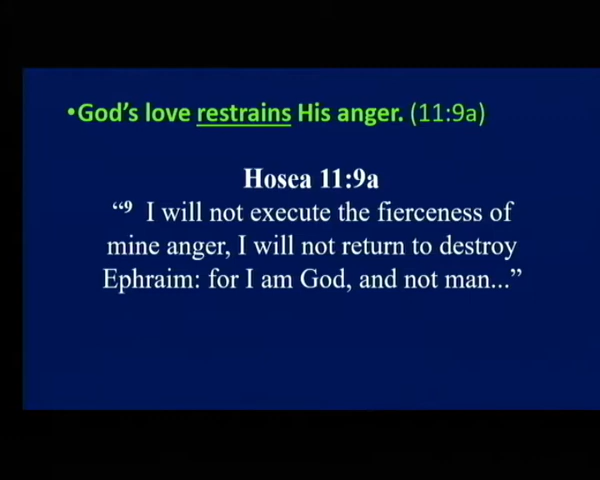 •God's love restrains His anger. (11:9a)
Hosea 11:9a
“⁹ I will not execute the fierceness of
mine anger, I will not return to destroy
Ephraim: for I am God, and not man...”